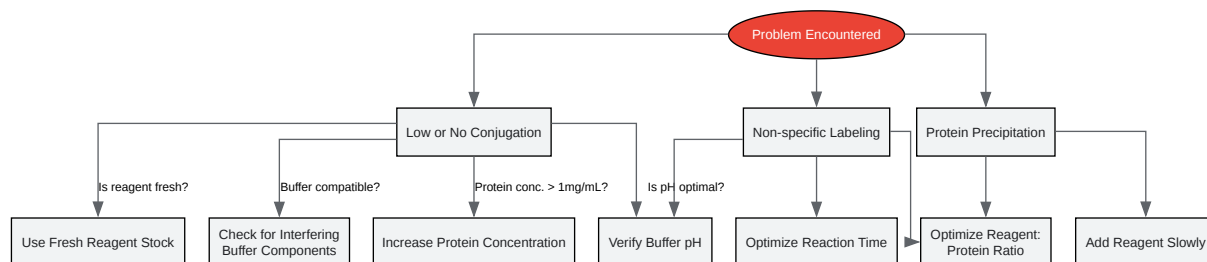 Problem Encountered
Low or No Conjugation
Non-specific Labeling
Protein Precipitation
Is reagent fresh?
Buffer compatible?
Protein conc. > 1mg/mL?
Is pH optimal?
Use Fresh Reagent Stock
Check for Interfering
Buffer Components
Increase Protein Concentration
Verify Buffer pH
Optimize Reaction Time
Optimize Reagent:
Protein Ratio
Add Reagent Slowly